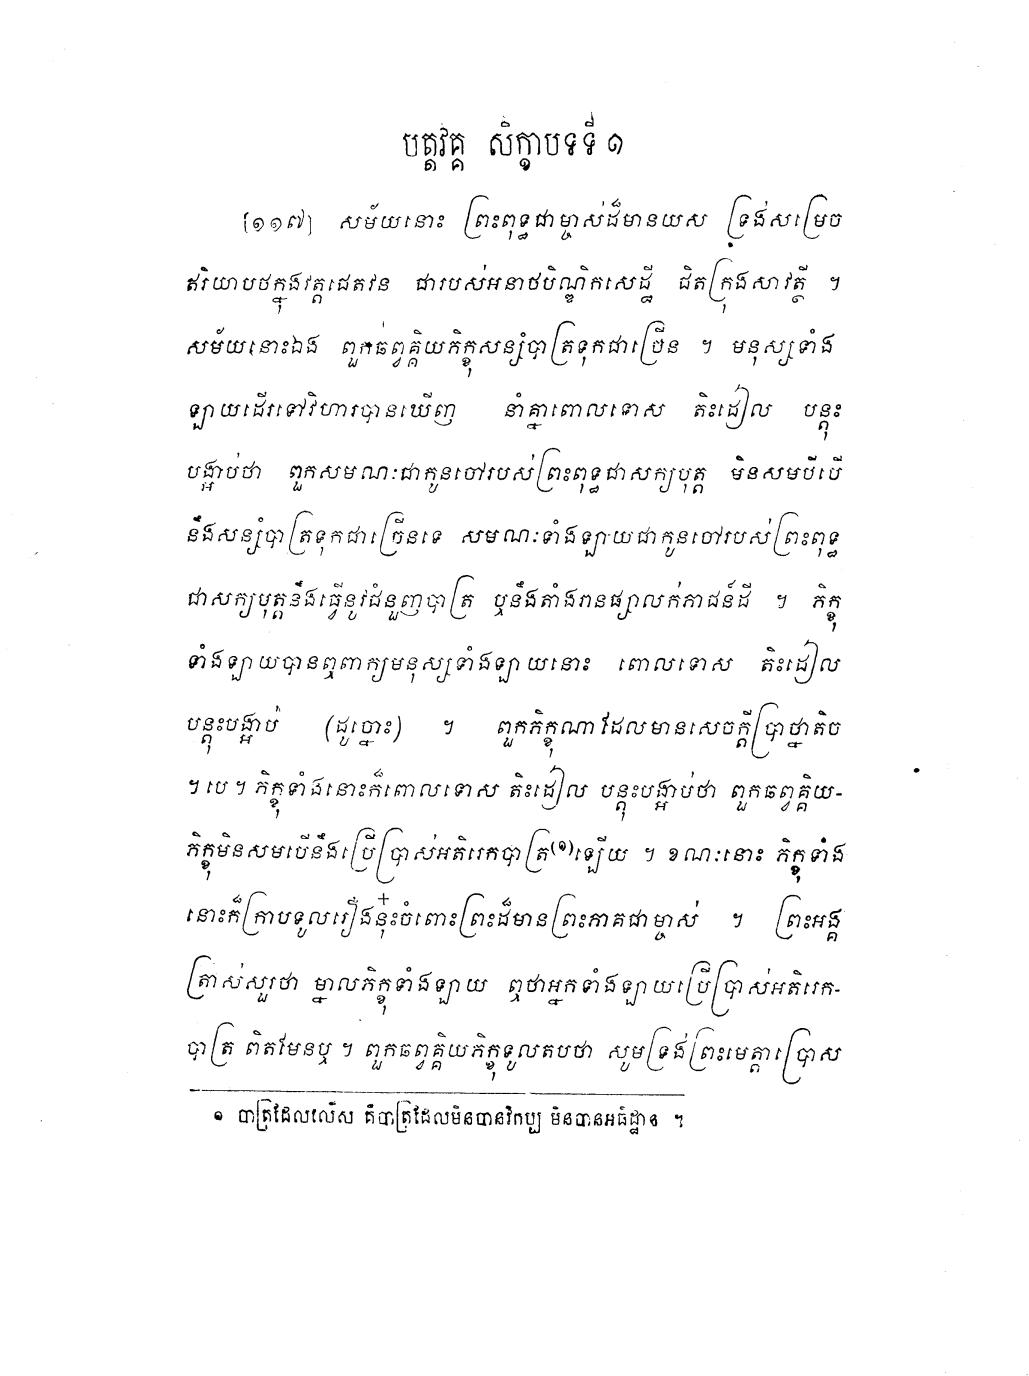 បត្តវគ្គ សិក្ខាបទទី ១
[១១៧] សម័យនោះ ព្រះពុទ្ធជាម្ចាស់ដ៏មានយស ទ្រង់សម្រេច
ឥរិយាបថក្នុងវត្តជេតវន ជារបស់អនាថបិណ្ឌិកសេដ្ឋី ជិតក្រុងសាវត្ថី ។
សម័យនោះឯង ពួកឆព្វគ្គិយភិក្ខុសន្សំបាត្រទុកជាច្រើន ។ មនុស្សទាំង
ឡាយដើរទៅវិហារបានឃើញ នាំគ្នាពោលទោស តិះដៀល បន្តុះ
បង្អាប់ថា ពួកសមណៈជាកូនចៅរបស់ព្រះពុទ្ធជាសក្យបុត្ត មិនសមបីបើ
នឹងសន្សំបាត្រទុកជាច្រើនទេ សមណៈទាំងឡាយជាកូនចៅរបស់ព្រះពុទ្ធ
ជាសក្យបុត្តនឹងធ្វើនូវជំនួញបាត្រ ឬនឹងតាំងរានផ្សាលក់ភាជន៍ដី ។ ភិក្ខុ
ទាំងឡាយបានឮពាក្យមនុស្សទាំងឡាយនោះ ពោលទោស តិះដៀល
បន្តុះបង្អាប់ (ដូច្នោះ) ។ ពួកភិក្ខុណាដែលមានសេចក្តីប្រាថ្នាតិច
។ បេ ។ ភិក្ខុទាំងនោះក៏ពោលទោស តិះដៀល បន្តុះបង្អាប់ថា ពួកឆព្វគ្គិយ-
ភិក្ខុមិនសមបើនឹងប្រើប្រាស់អតិរេកបាត្រ(១)ឡើយ ។ ខណៈនោះ ភិក្ខុទាំង
នោះក៏ក្រាបទូលរឿងនុ៎ះចំពោះព្រះដ៏មានព្រះភាគជាម្ចាស់ ។ ព្រះអង្គ
ត្រាស់សួរថា ម្នាលភិក្ខុទាំងឡាយ ឮថាអ្នកទាំងឡាយប្រើប្រាស់អតិរេក-
បាត្រ ពិតមែនឬ ។ ពួកឆព្វគ្គិយភិក្ខុទូលតបថា សូមទ្រង់ព្រះមេត្តាប្រោស
១ បាត្រដែលលើស គឺបាត្រដែលមិនបានវិកប្ប មិនបានអធិដ្ឋាន ។